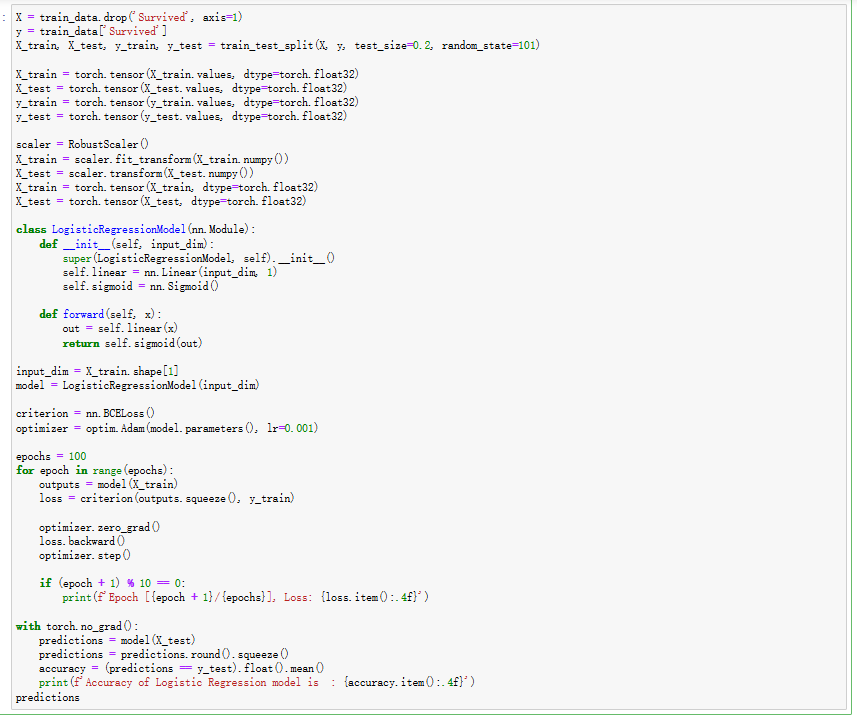 X = train_data.drop('Survived', axis=1)
y = train_data['Survived']
X_train, X_test, y_train, y_test = train_test_split(X, y, test_size=0.2, random_state=101)

X_train = torch.tensor(X_train.values, dtype=torch.float32)
X_test = torch.tensor(X_test.values, dtype=torch.float32)
y_train = torch.tensor(y_train.values, dtype=torch.float32)
y_test = torch.tensor(y_test.values, dtype=torch.float32)

scaler = RobustScaler()
X_train = scaler.fit_transform(X_train.numpy())
X_test = scaler.transform(X_test.numpy())
X_train = torch.tensor(X_train, dtype=torch.float32)
X_test = torch.tensor(X_test, dtype=torch.float32)

class LogisticRegressionModel(nn.Module):
    def __init__(self, input_dim):
        super(LogisticRegressionModel, self).__init__()
        self.linear = nn.Linear(input_dim, 1)
        self.sigmoid = nn.Sigmoid()

    def forward(self, x):
        out = self.linear(x)
        return self.sigmoid(out)

input_dim = X_train.shape[1]
model = LogisticRegressionModel(input_dim)

criterion = nn.BCELoss()
optimizer = optim.Adam(model.parameters(), lr=0.001)

epochs = 100
for epoch in range(epochs):
    outputs = model(X_train)
    loss = criterion(outputs.squeeze(), y_train)

    optimizer.zero_grad()
    loss.backward()
    optimizer.step()

    if (epoch + 1) % 10 == 0:
        print(f'Epoch [{epoch + 1}/{epochs}], Loss: {loss.item():.4f}')

with torch.no_grad():
    predictions = model(X_test)
    predictions = predictions.round().squeeze()
    accuracy = (predictions == y_test).float().mean()
    print(f'Accuracy of Logistic Regression model is  : {accuracy.item():.4f}')
predictions